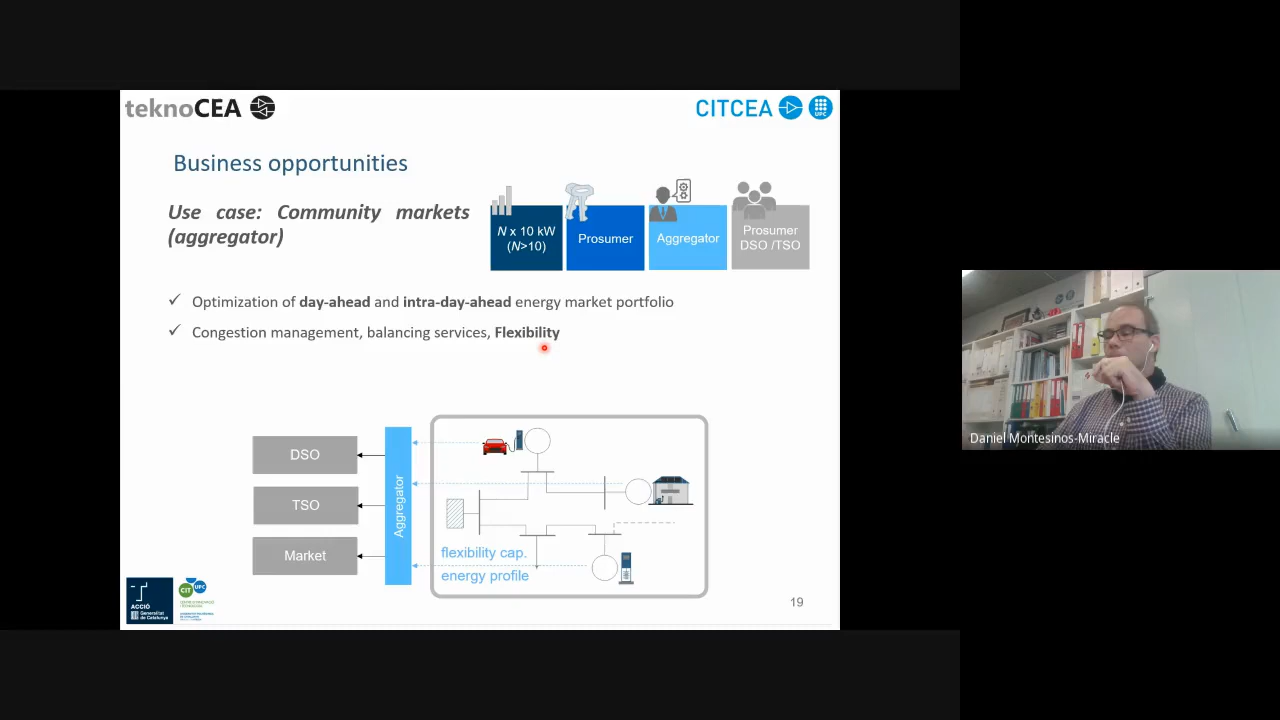 teknoCEA
CITCEA
UPC
Business opportunities
Use case: Community markets
(aggregator)
N x 10 kW
(N>10)
Prosumer
Aggregator
Prosumer
DSO /TSO
✓ Optimization of day-ahead and intra-day-ahead energy market portfolio
✓ Congestion management, balancing services, Flexibility
DSO
TSO
Market
Aggregator
flexibility cap.
energy profile
ACCIÓ
Generalitat
de Catalunya
CIT
UPC
19
Daniel Montesinos-Miracle